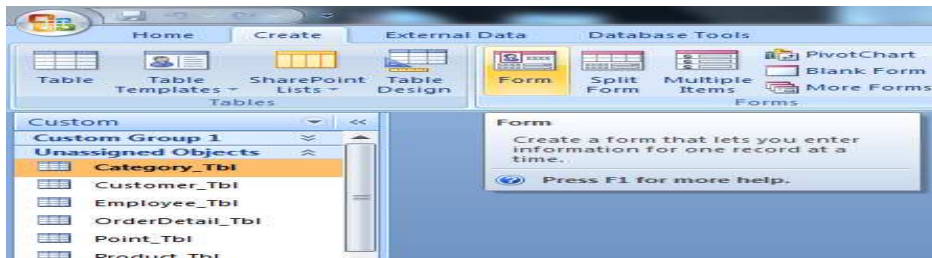 Home Create External Data Database Tools
Table
Table Templates
SharePoint Lists
Table Design
Tables
Form
Split Form
Multiple Items
PivotChart
Blank Form
More Forms
Forms
Custom
Custom Group 1
Unassigned Objects
Category_Tbl
Customer_Tbl
Employee_Tbl
OrderDetail_Tbl
Point_Tbl
Product_Tbl
Form
Create a form that lets you enter
information for one record at a
time.
Press F1 for more help.